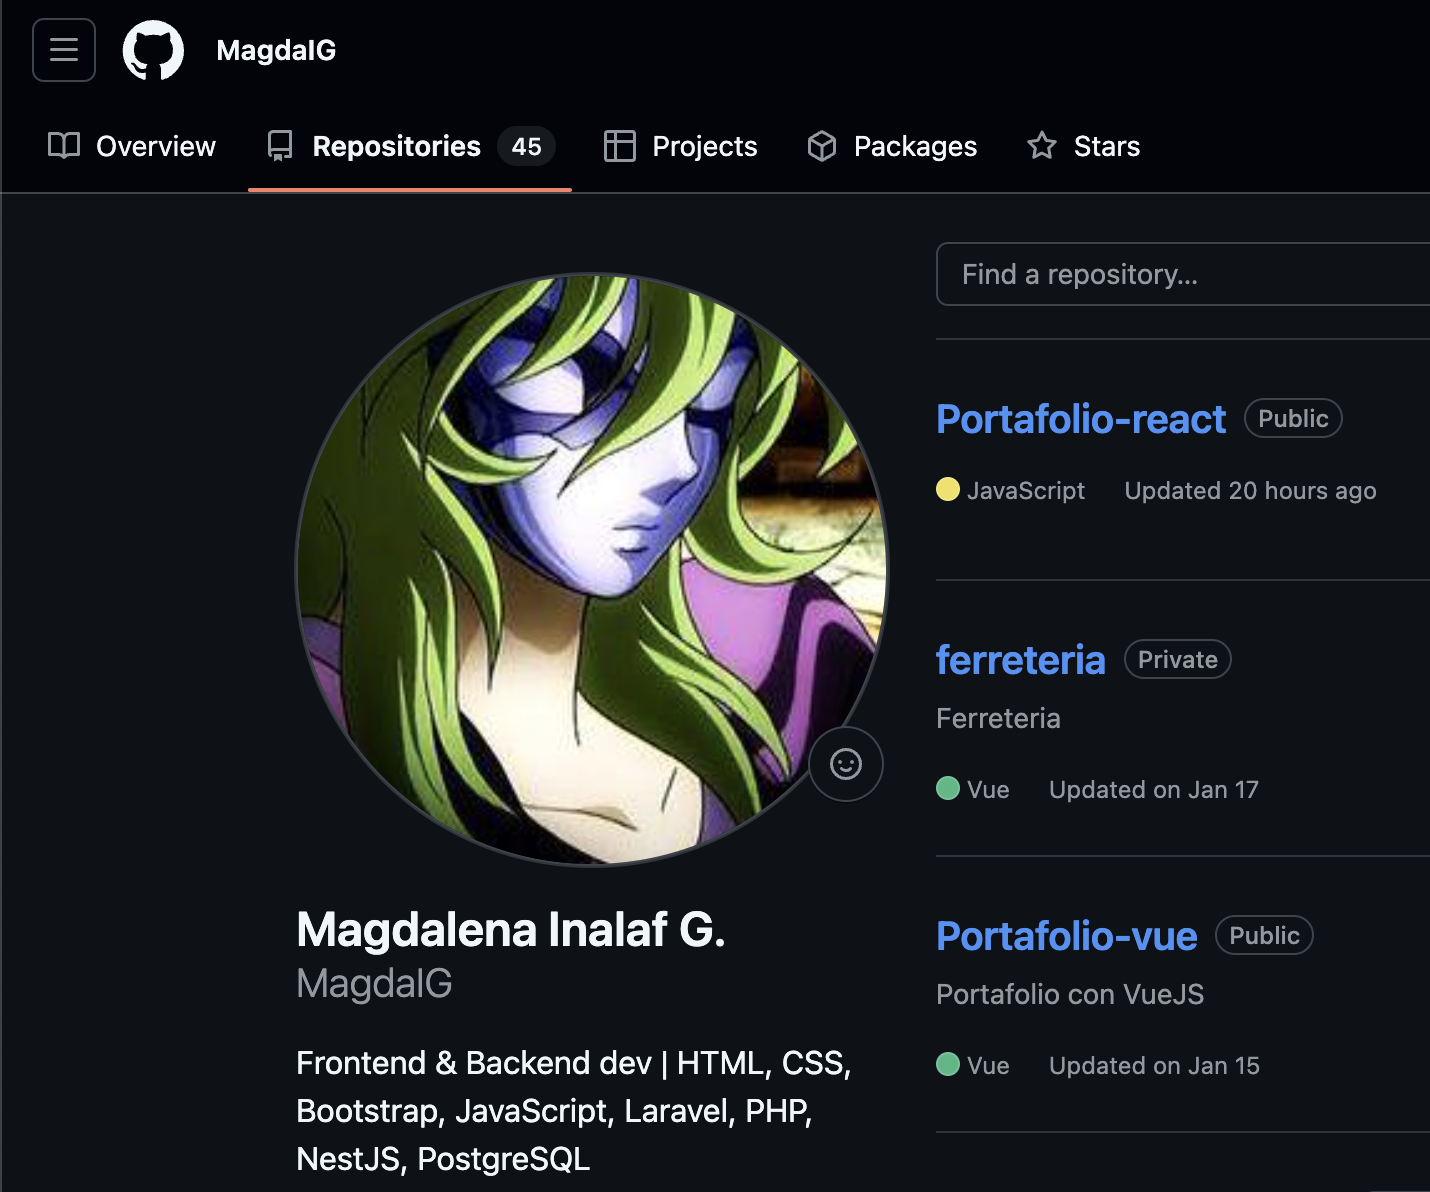 MagdalG
Overview
Repositories 45
Projects
Packages
Stars
Find a repository...
Portafolio-react Public
JavaScript Updated 20 hours ago
ferreteria Private
Ferreteria
Vue Updated on Jan 17
Portafolio-vue Public
Portafolio con VueJS
Vue Updated on Jan 15
Magdalena Inalaf G.
MagdalG
Frontend & Backend dev | HTML, CSS,
Bootstrap, JavaScript, Laravel, PHP,
NestJS, PostgreSQL